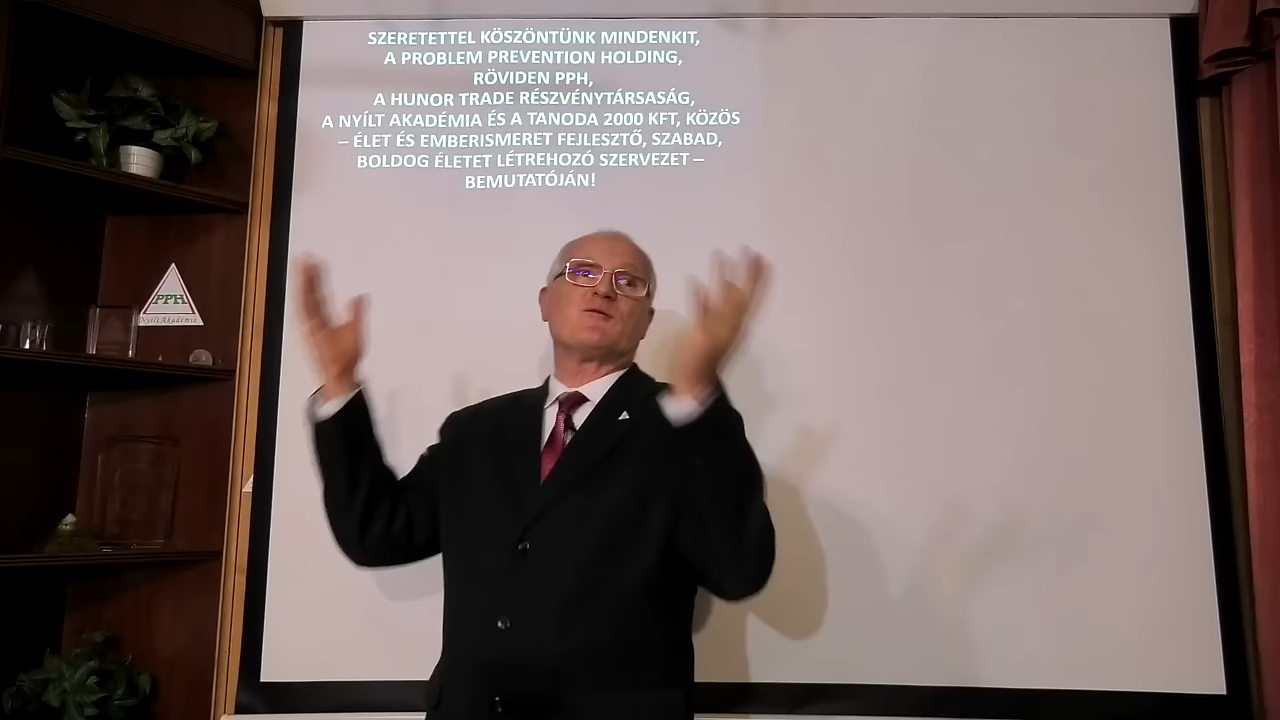 SZERETETTEL KÖSZÖNTÜNK MINDENKIT,
A PROBLEM PREVENTION HOLDING,
RÖVIDEN PPH,
A HUNOR TRADE RÉSZVÉNYTÁRSASÁG,
A NYÍLT AKADÉMIA ÉS A TANODA 2000 KFT, KÖZÖS
– ÉLET ÉS EMBERISMERET FEJLESZTŐ, SZABAD,
BOLDOG ÉLETET LÉTREHOZÓ SZERVEZET –
BEMUTATÓJÁN!
PPH
Nyílt Akadémia